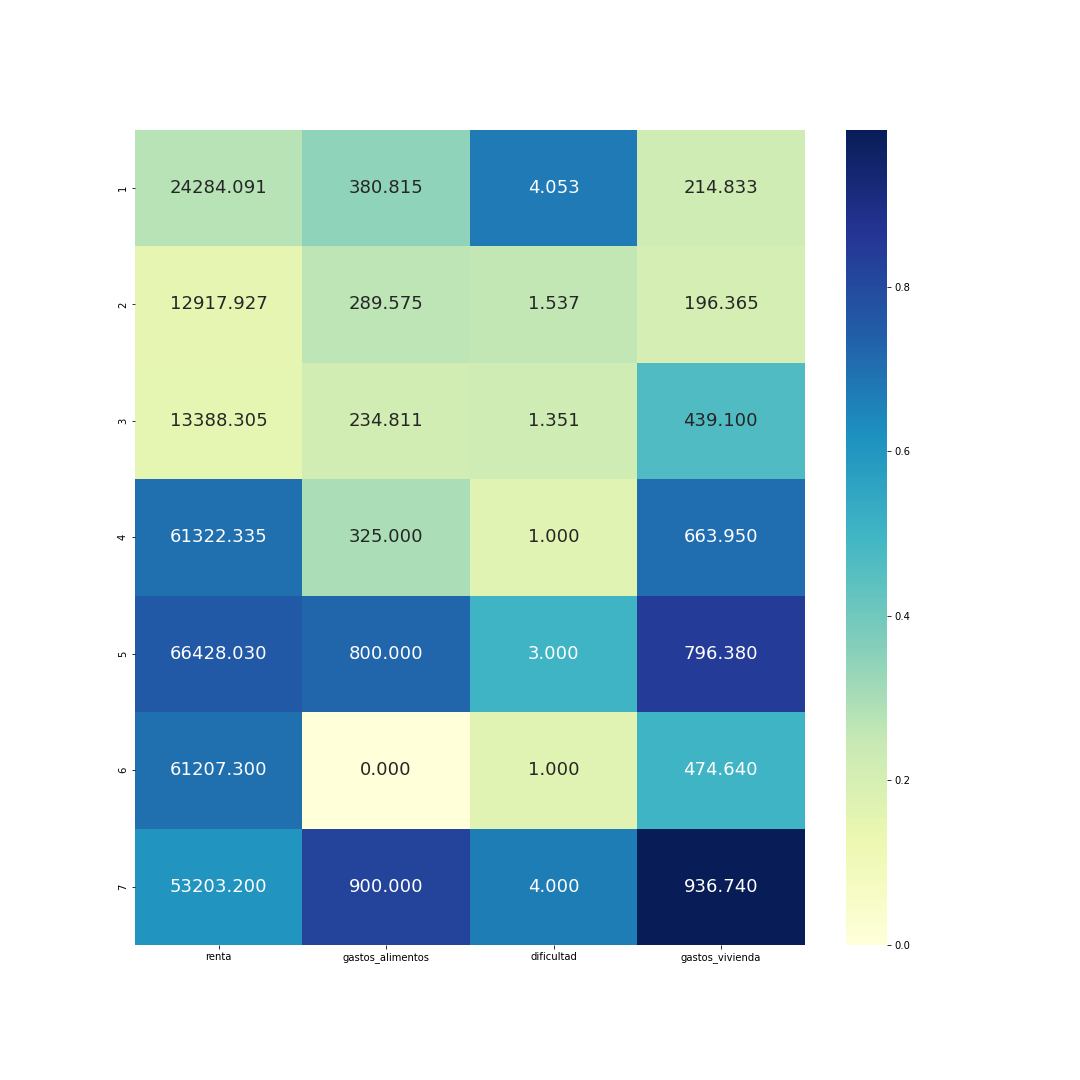 1 24284.091 380.815 4.053 214.833
2 12917.927 289.575 1.537 196.365
3 13388.305 234.811 1.351 439.100
4 61322.335 325.000 1.000 663.950
5 66428.030 800.000 3.000 796.380
6 61207.300 0.000 1.000 474.640
7 53203.200 900.000 4.000 936.740
renta gastos_alimentos dificultad gastos_vivienda
0.8
0.6
0.4
0.2
0.0